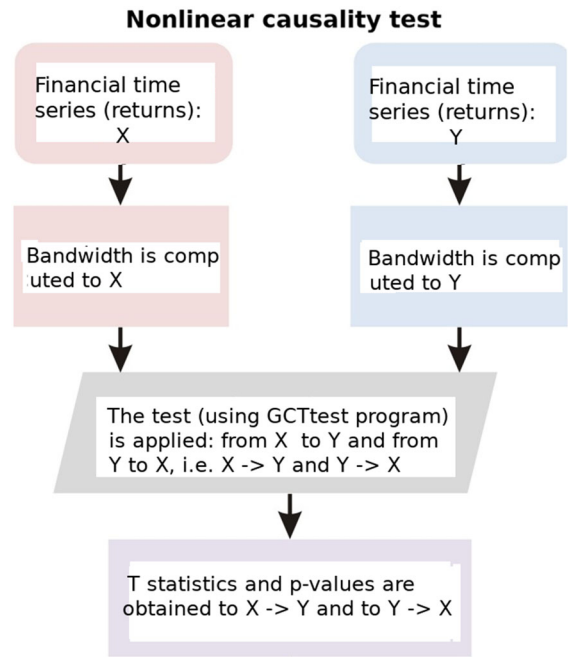 Nonlinear causality test
Financial time
series (returns):
X
Financial time
series (returns):
Y
Bandwidth is comp
uted to X
Bandwidth is comp
uted to Y
The test (using GCTtest program)
is applied: from X to Y and from
Y to X, i.e. X -> Y and Y -> X
T statistics and p-values are
obtained to X -> Y and to Y -> X